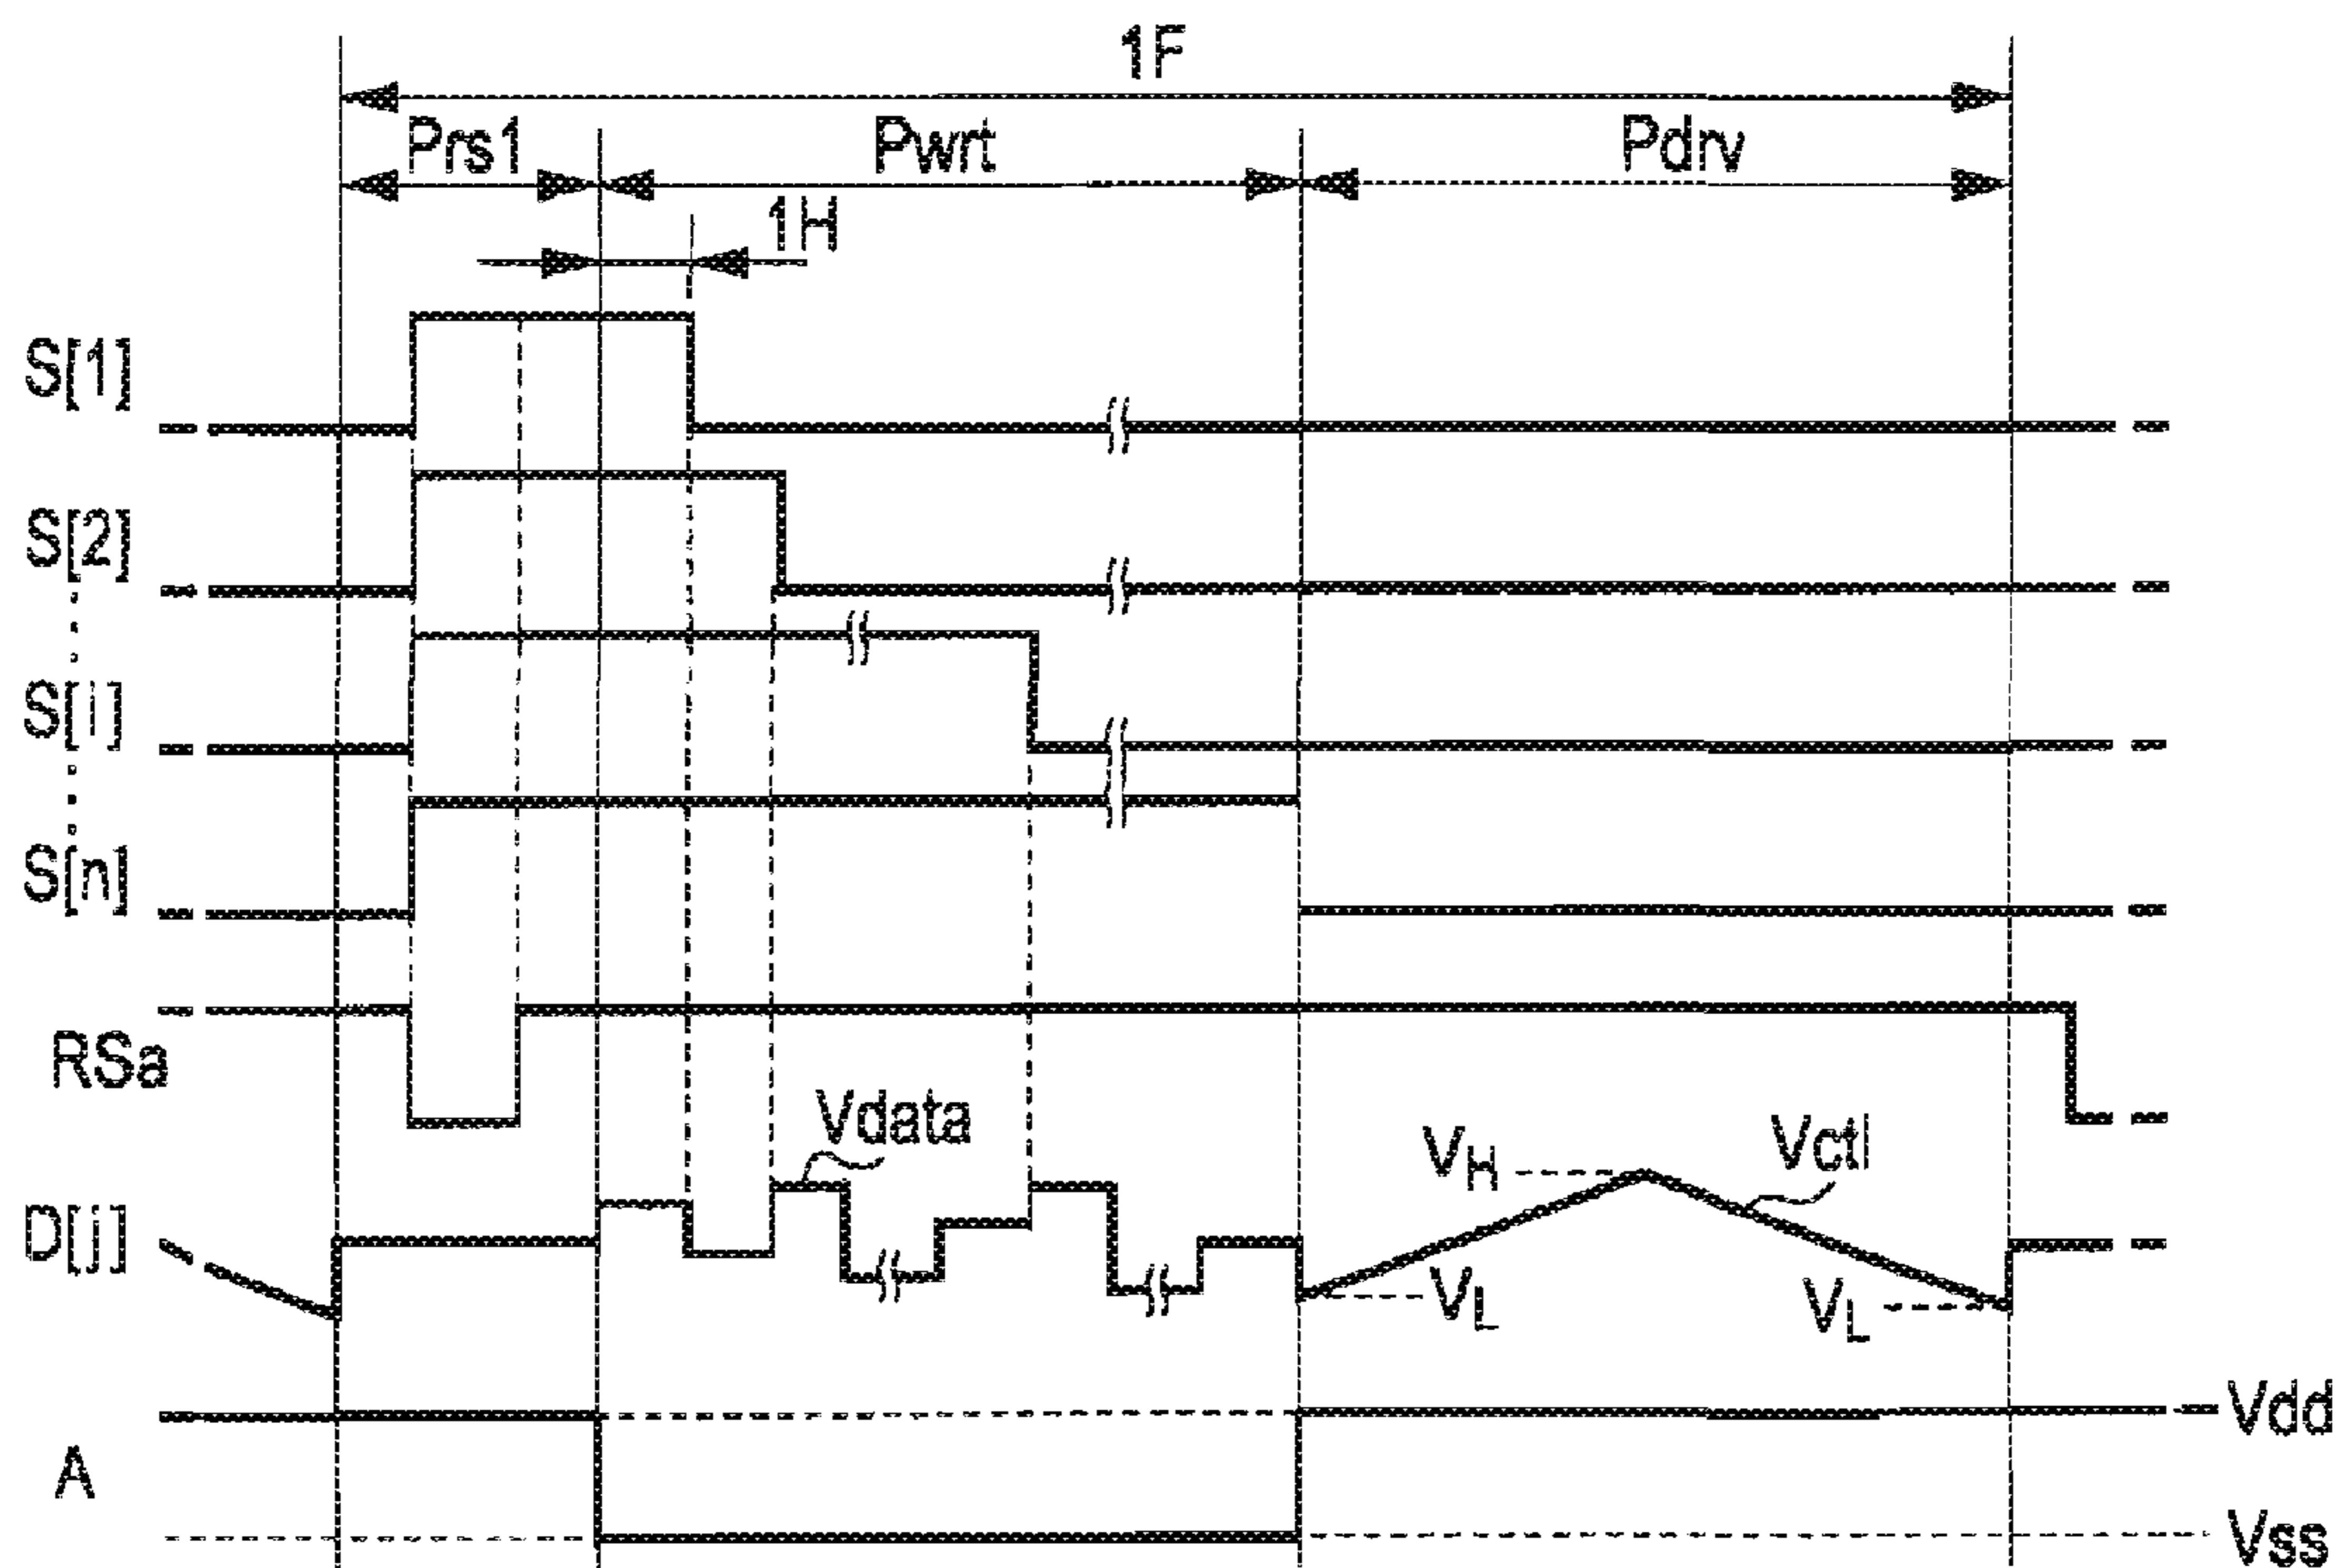 1F
Prs1 Pwrt Pdrv
1H
S[1]
S[2]
S[i]
S[n]
RSa
Vdata
VH Vctl
D[j]
VL VL
Vdd
A
Vss